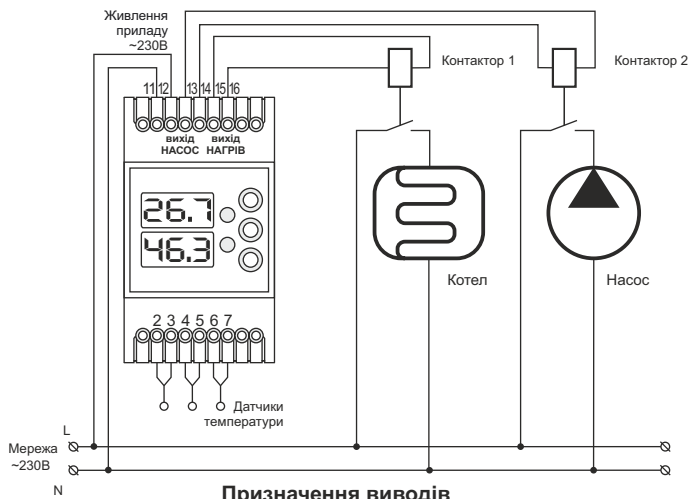 Живлення
приладу
~230В
Контактор 1
Контактор 2
11 12 13 14 15 16
вихід вихід
НАСОС НАГРІВ
26.7
46.3
Котел
Насос
2 3 4 5 6 7
Датчики
температури
L
Мережа
~230В
N
Призначення виводів